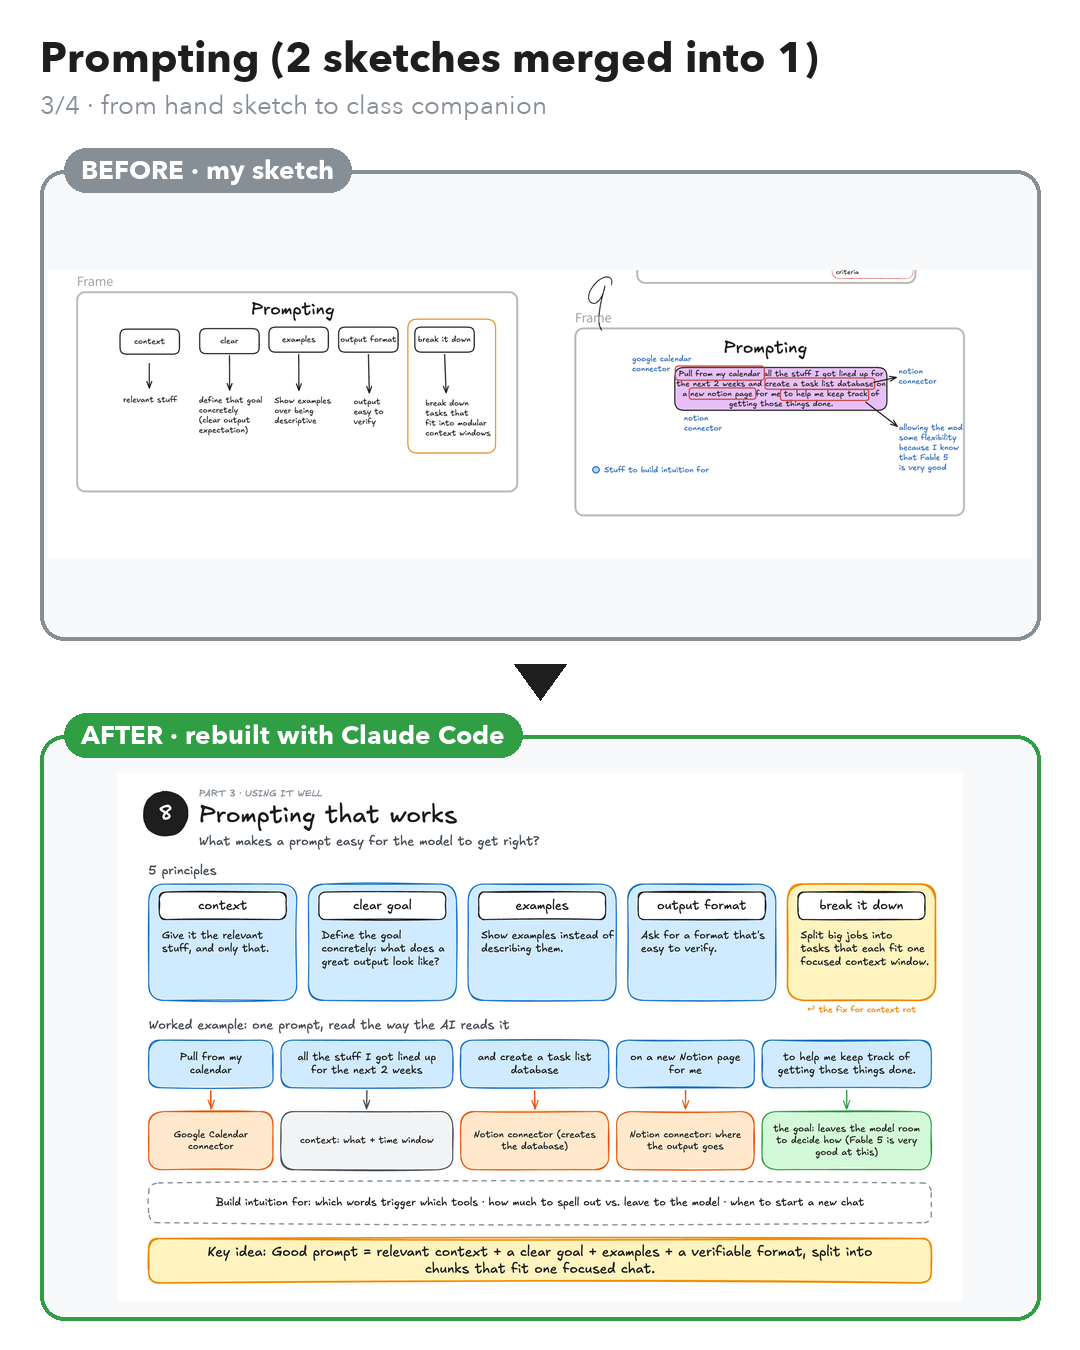 Prompting (2 sketches merged into 1)
3/4 · from hand sketch to class companion
BEFORE · my sketch
Frame
Prompting
context
clear
examples
output format
break it down
relevant stuff
define that goal
concretely
(clear output
expectation)
Show examples
over being
descriptive
output
easy to
verify
break down
tasks that
fit into modular
context windows
criteria
9
Frame
Prompting
google calendar
connector
Pull from my calendar all the stuff I got lined up for
the next 2 weeks and create a task list database on
a new notion page for me to help me keep track of
getting those things done.
notion
connector
notion
connector
allowing the mod
some flexibility
because I know
that Fable 5
is very good
Stuff to build intuition for
AFTER · rebuilt with Claude Code
8
PART 3 · USING IT WELL
Prompting that works
What makes a prompt easy for the model to get right?
5 principles
context
Give it the relevant
stuff, and only that.
clear goal
Define the goal
concretely: what does a
great output look like?
examples
Show examples instead of
describing them.
output format
Ask for a format that's
easy to verify.
break it down
Split big jobs into
tasks that each fit one
focused context window.
↩ the fix for context rot
Worked example: one prompt, read the way the AI reads it
Pull from my
calendar
all the stuff I got lined up
for the next 2 weeks
and create a task list
database
on a new Notion page
for me
to help me keep track of
getting those things done.
Google Calendar
connector
context: what + time window
Notion connector (creates
the database)
Notion connector: where
the output goes
the goal: leaves the model room
to decide how (Fable 5 is very
good at this)
Build intuition for: which words trigger which tools · how much to spell out vs. leave to the model · when to start a new chat
Key idea: Good prompt = relevant context + a clear goal + examples + a verifiable format, split into
chunks that fit one focused chat.